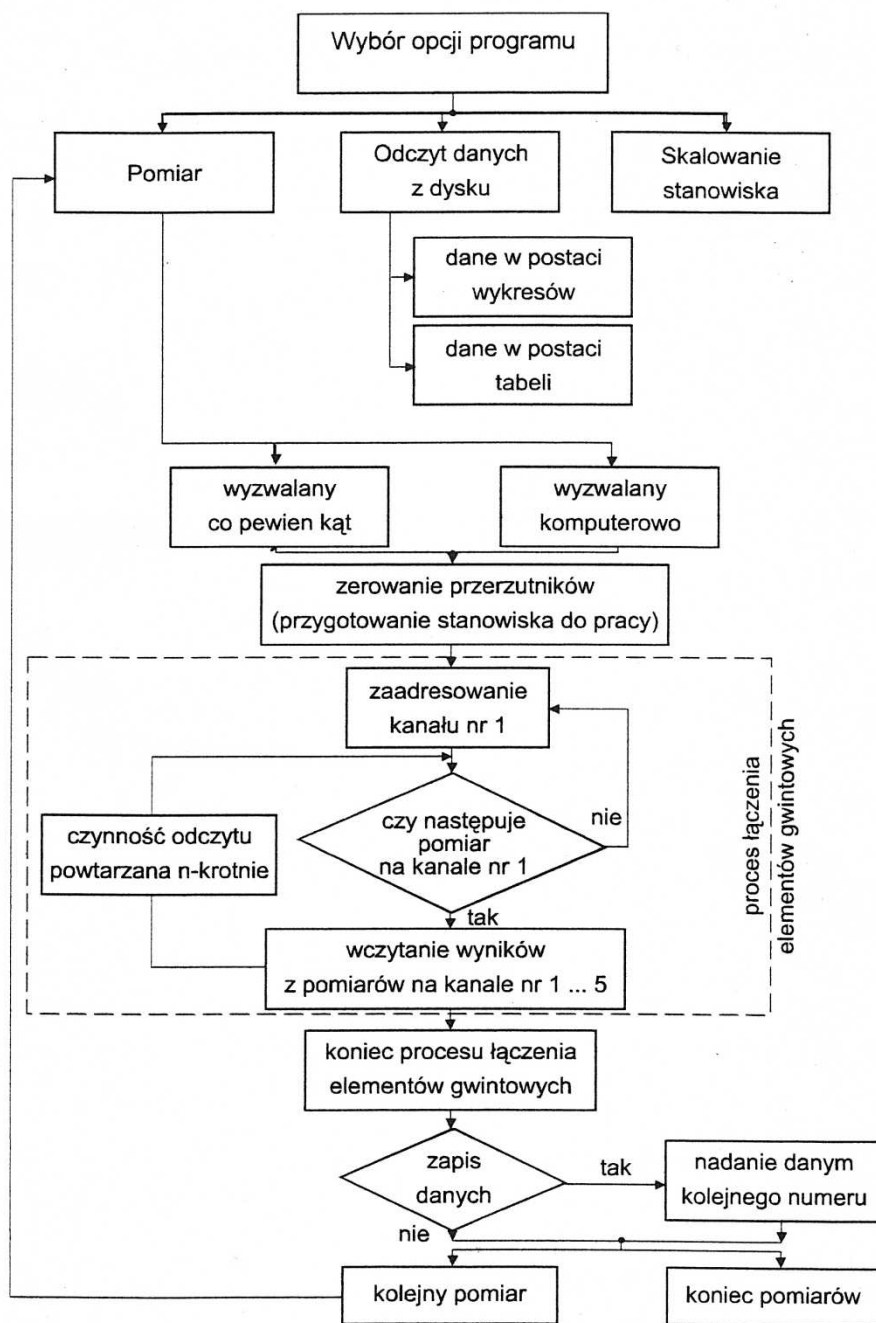 Wybór opcji programu
Pomiar
Odczyt danych
z dysku
Skalowanie
stanowiska
dane w postaci
wykresów
dane w postaci
tabeli
wyzwalany
co pewien kąt
wyzwalany
komputerowo
zerowanie przerzutników
(przygotowanie stanowiska do pracy)
zaadresowanie
kanału nr 1
czy następuje
pomiar
na kanale nr 1
nie
czynność odczytu
powtarzana n-krotnie
tak
wczytanie wyników
z pomiarów na kanale nr 1 ... 5
proces łączenia
elementów gwintowych
koniec procesu łączenia
elementów gwintowych
zapis
danych
tak
nadanie danym
kolejnego numeru
nie
kolejny pomiar
koniec pomiarów